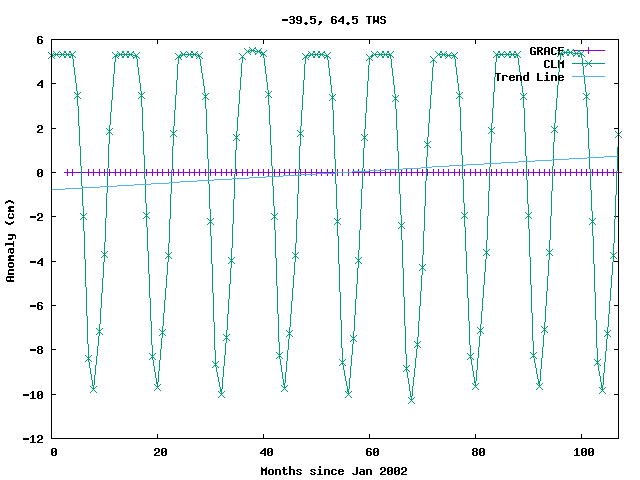 -39.5, 64.5 TWS
GRACE
CLM
Trend Line
6
4
2
0
-2
-4
-6
-8
-10
-12
Anomaly (cm)
0 20 40 60 80 100
Months since Jan 2002